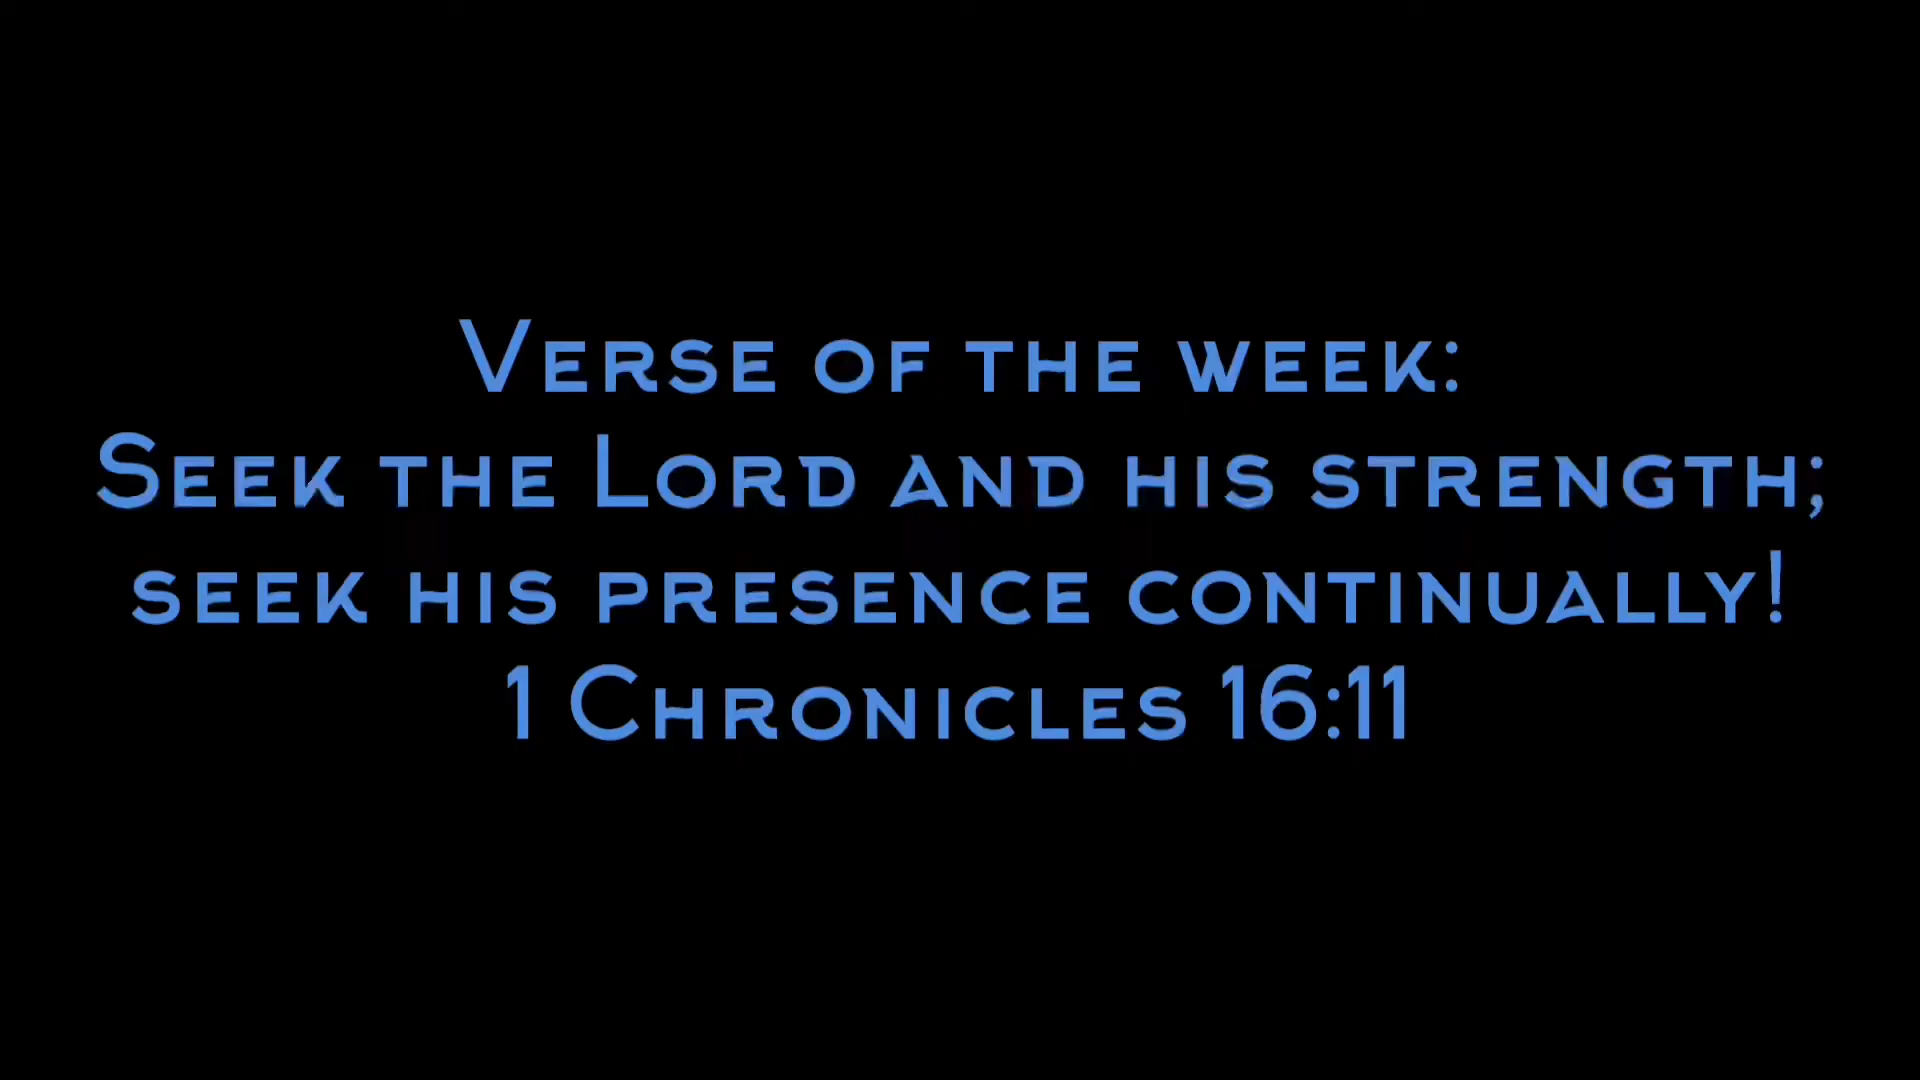 Verse of the week:
Seek the Lord and his strength;
seek his presence continually!
1 Chronicles 16:11